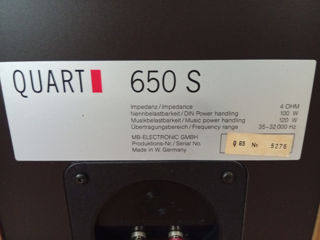 QUART 650 S
Impedanz/Impedance 4 OHM
Nennbelastbarkeit/DIN Power handling 100 W
Musikbelastbarkeit/Music power handling 120 W
Übertragungsbereich/Frequency range 35-32 000 Hz
MB-ELECTRONIC GMBH
Produktions-Nr./Serial No.
Made in W. Germany
Q 65 Nr 5276